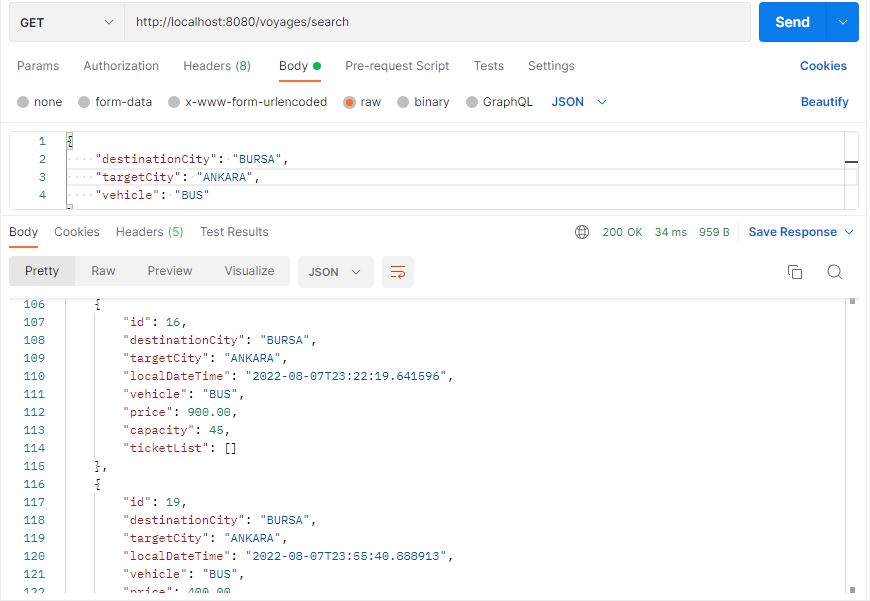 GET http://localhost:8080/voyages/search Send
Params Authorization Headers (8) Body Pre-request Script Tests Settings Cookies
none form-data x-www-form-urlencoded raw binary GraphQL JSON Beautify
1 {
2 "destinationCity": "BURSA",
3 "targetCity": "ANKARA",
4 "vehicle": "BUS"
Body Cookies Headers (5) Test Results 200 OK 34 ms 959 B Save Response
Pretty Raw Preview Visualize JSON
106 {
107 "id": 16,
108 "destinationCity": "BURSA",
109 "targetCity": "ANKARA",
110 "localDateTime": "2022-08-07T23:22:19.641596",
111 "vehicle": "BUS",
112 "price": 900.00,
113 "capacity": 45,
114 "ticketList": []
115 },
116 {
117 "id": 19,
118 "destinationCity": "BURSA",
119 "targetCity": "ANKARA",
120 "localDateTime": "2022-08-07T23:55:40.888913",
121 "vehicle": "BUS",
122 "price": 400.00